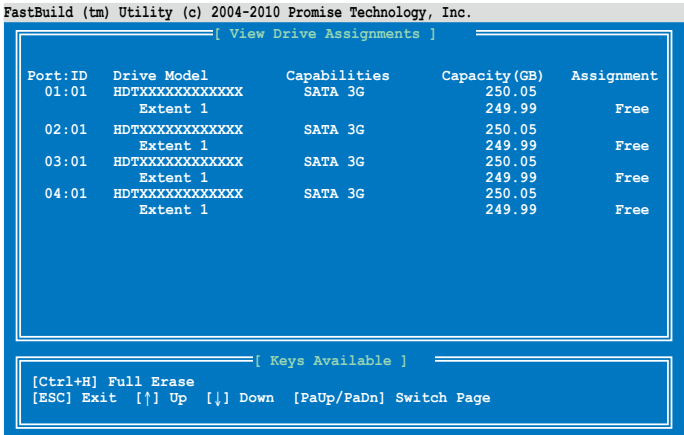 FastBuild (tm) Utility (c) 2004-2010 Promise Technology, Inc.
[ View Drive Assignments ]
Port:ID Drive Model Capabilities Capacity(GB) Assignment
01:01 HDTXXXXXXXXXXXX SATA 3G 250.05
Extent 1 249.99 Free
02:01 HDTXXXXXXXXXXXX SATA 3G 250.05
Extent 1 249.99 Free
03:01 HDTXXXXXXXXXXXX SATA 3G 250.05
Extent 1 249.99 Free
04:01 HDTXXXXXXXXXXXX SATA 3G 250.05
Extent 1 249.99 Free
[ Keys Available ]
[Ctrl+H] Full Erase
[ESC] Exit [↑] Up [↓] Down [PaUp/PaDn] Switch Page